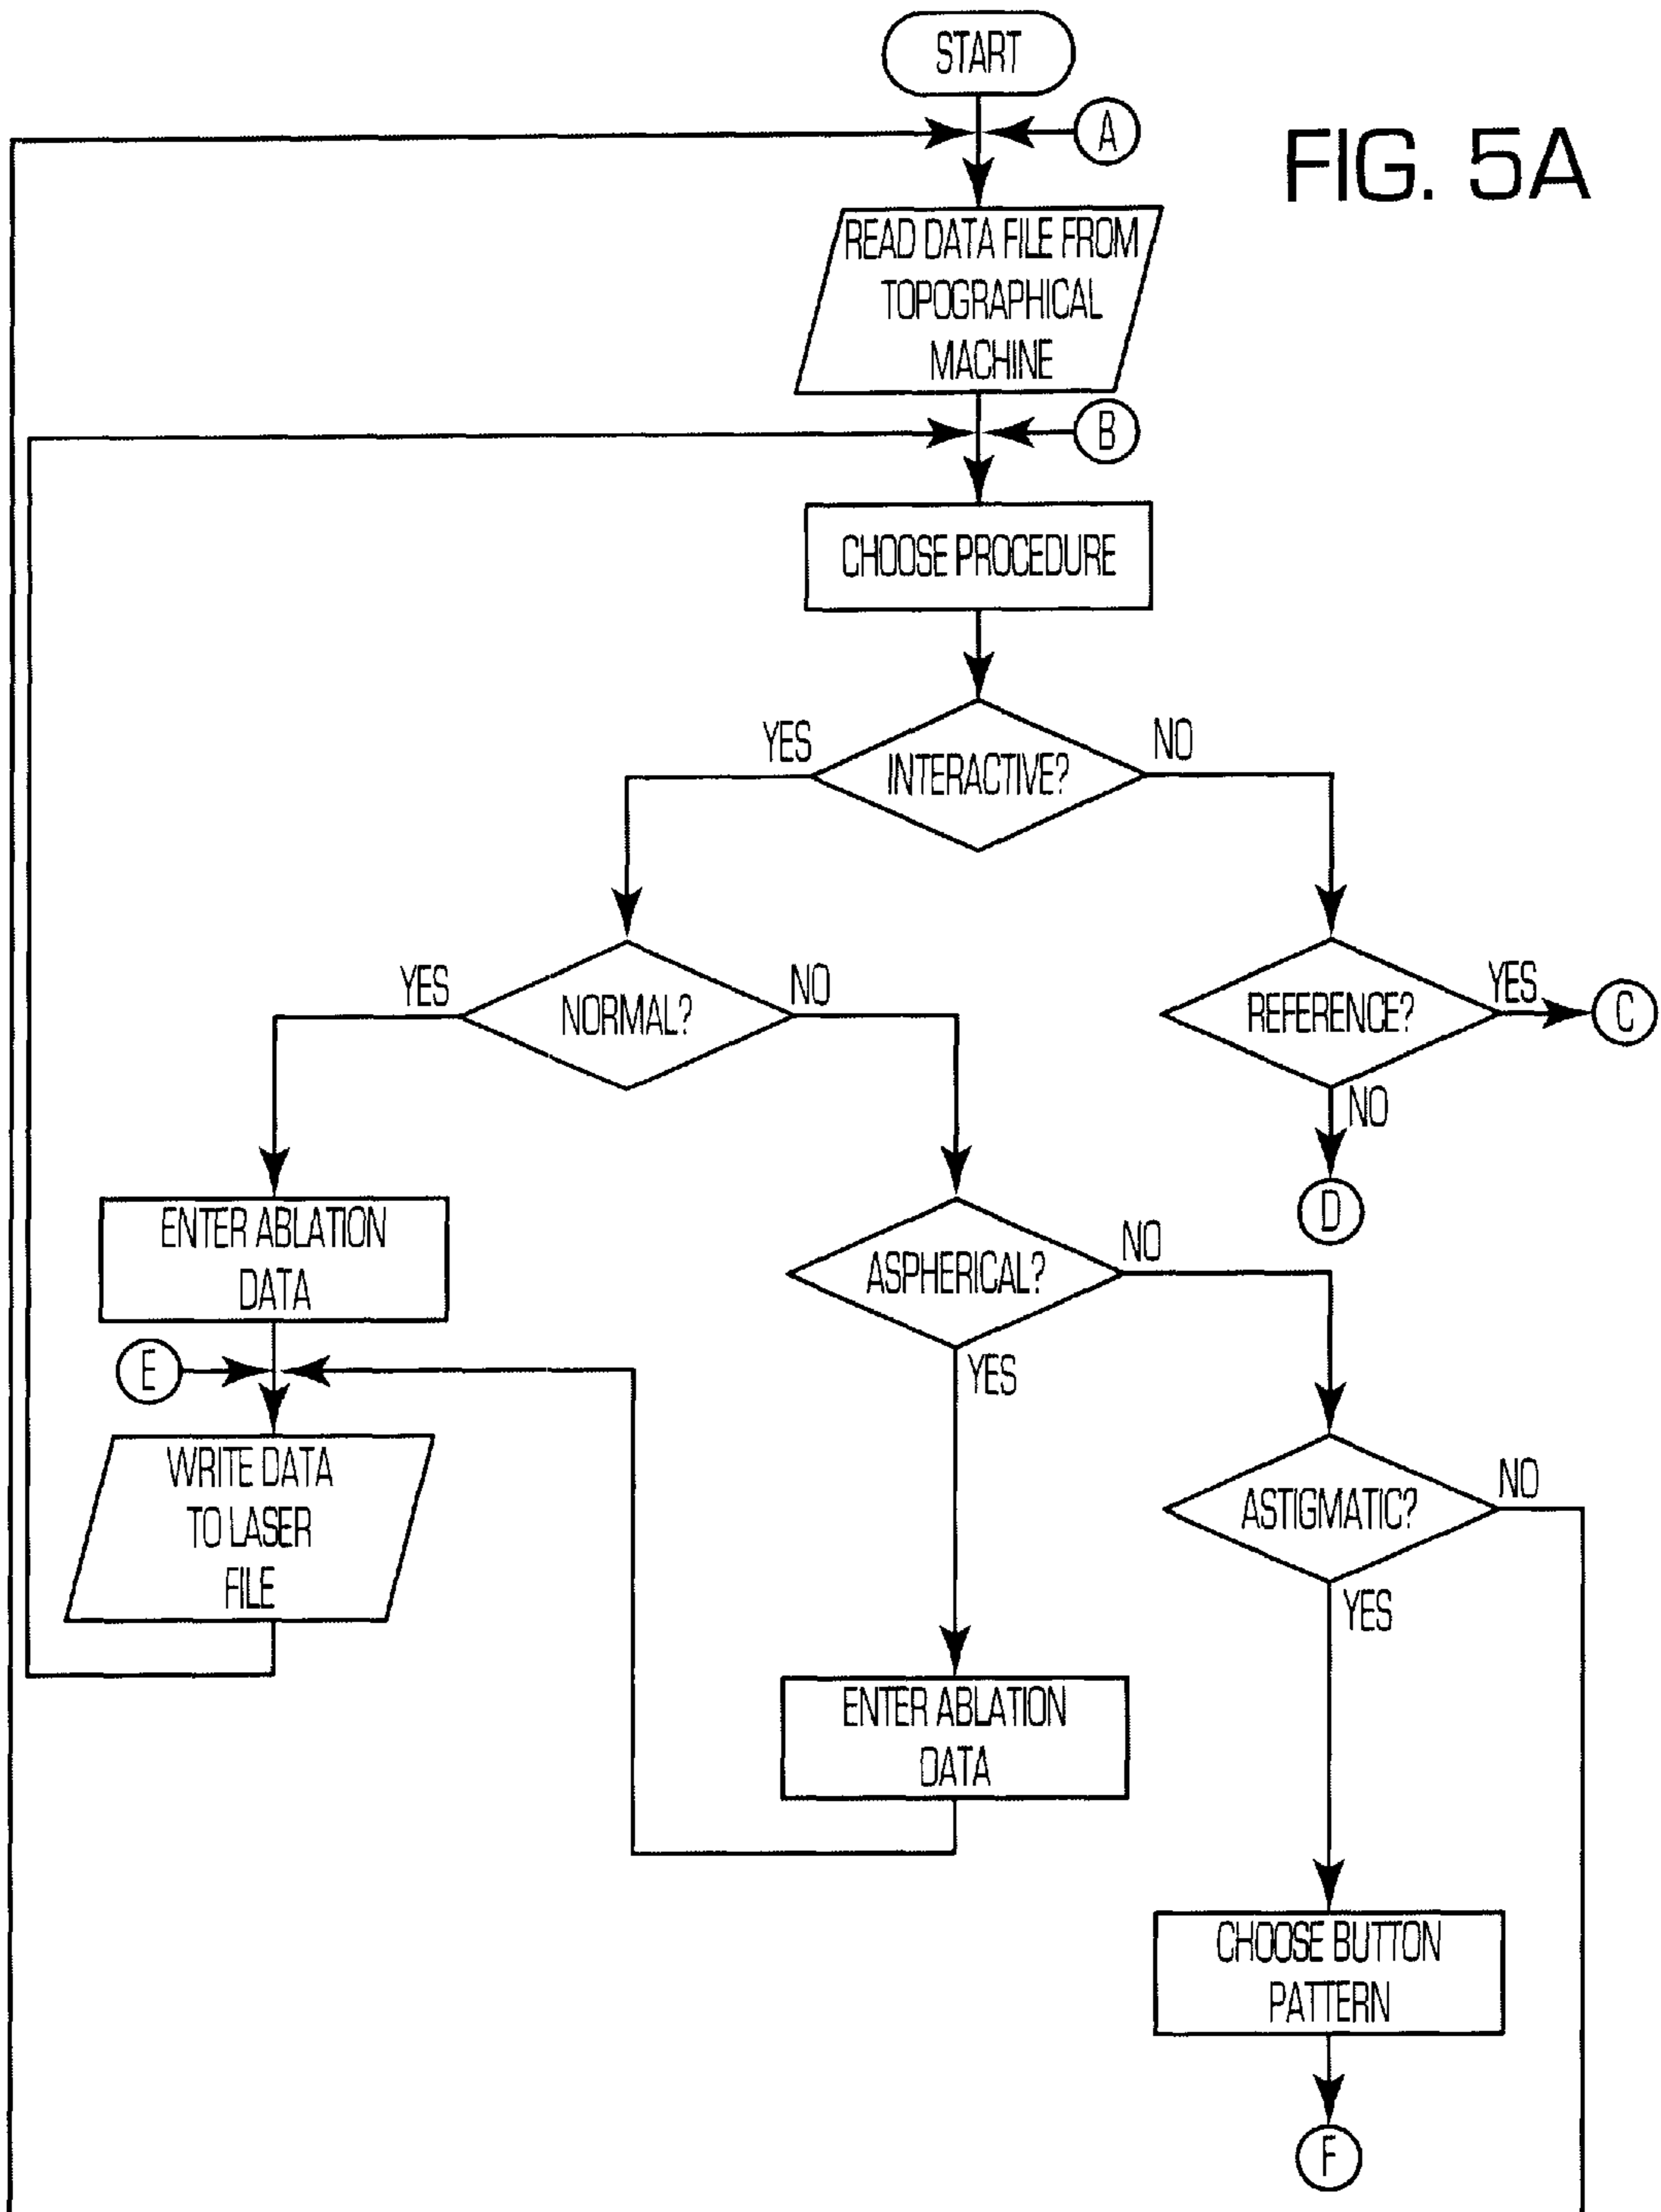 START
A
FIG. 5A
READ DATA FILE FROM
TOPOGRAPHICAL
MACHINE
B
CHOOSE PROCEDURE
YES
INTERACTIVE?
NO
YES
NORMAL?
NO
REFERENCE?
YES
C
NO
D
ENTER ABLATION
DATA
ASPHERICAL?
NO
E
YES
WRITE DATA
TO LASER
FILE
ASTIGMATIC?
NO
YES
ENTER ABLATION
DATA
CHOOSE BUTTON
PATTERN
F